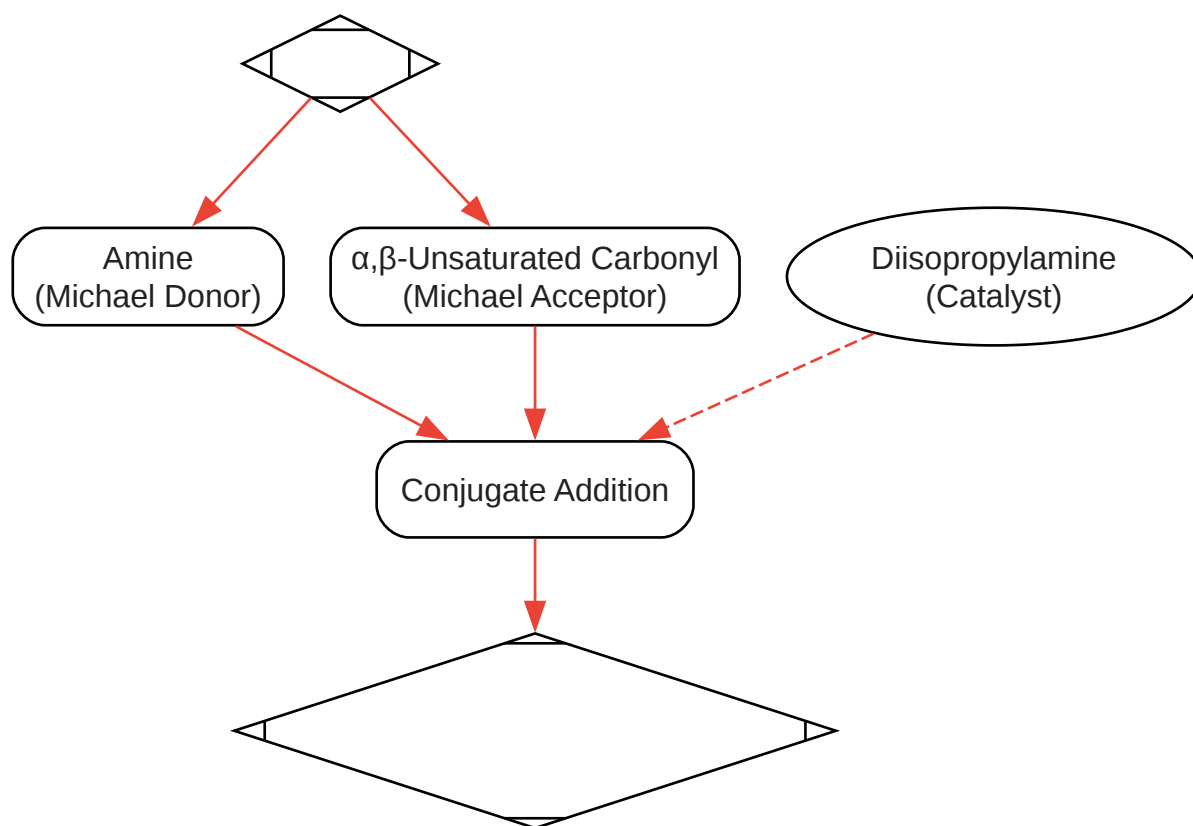 Amine
(Michael Donor)
α,β-Unsaturated Carbonyl
(Michael Acceptor)
Diisopropylamine
(Catalyst)
Conjugate Addition